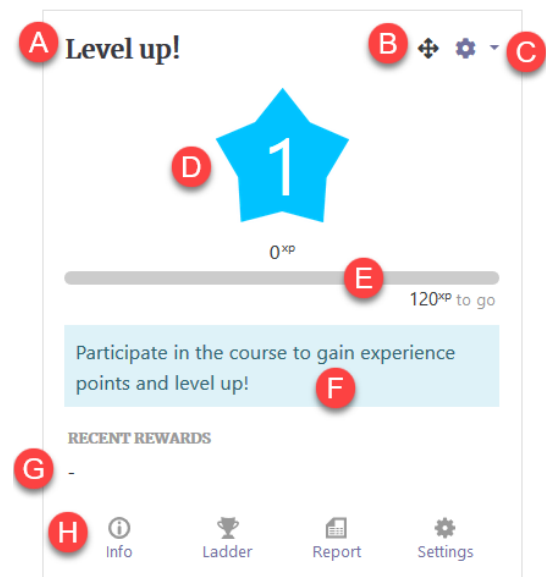 A Level up! B C
D 1
0xp
E
120xp to go
Participate in the course to gain experience
points and level up!
F
RECENT REWARDS
G -
H Info Ladder Report Settings